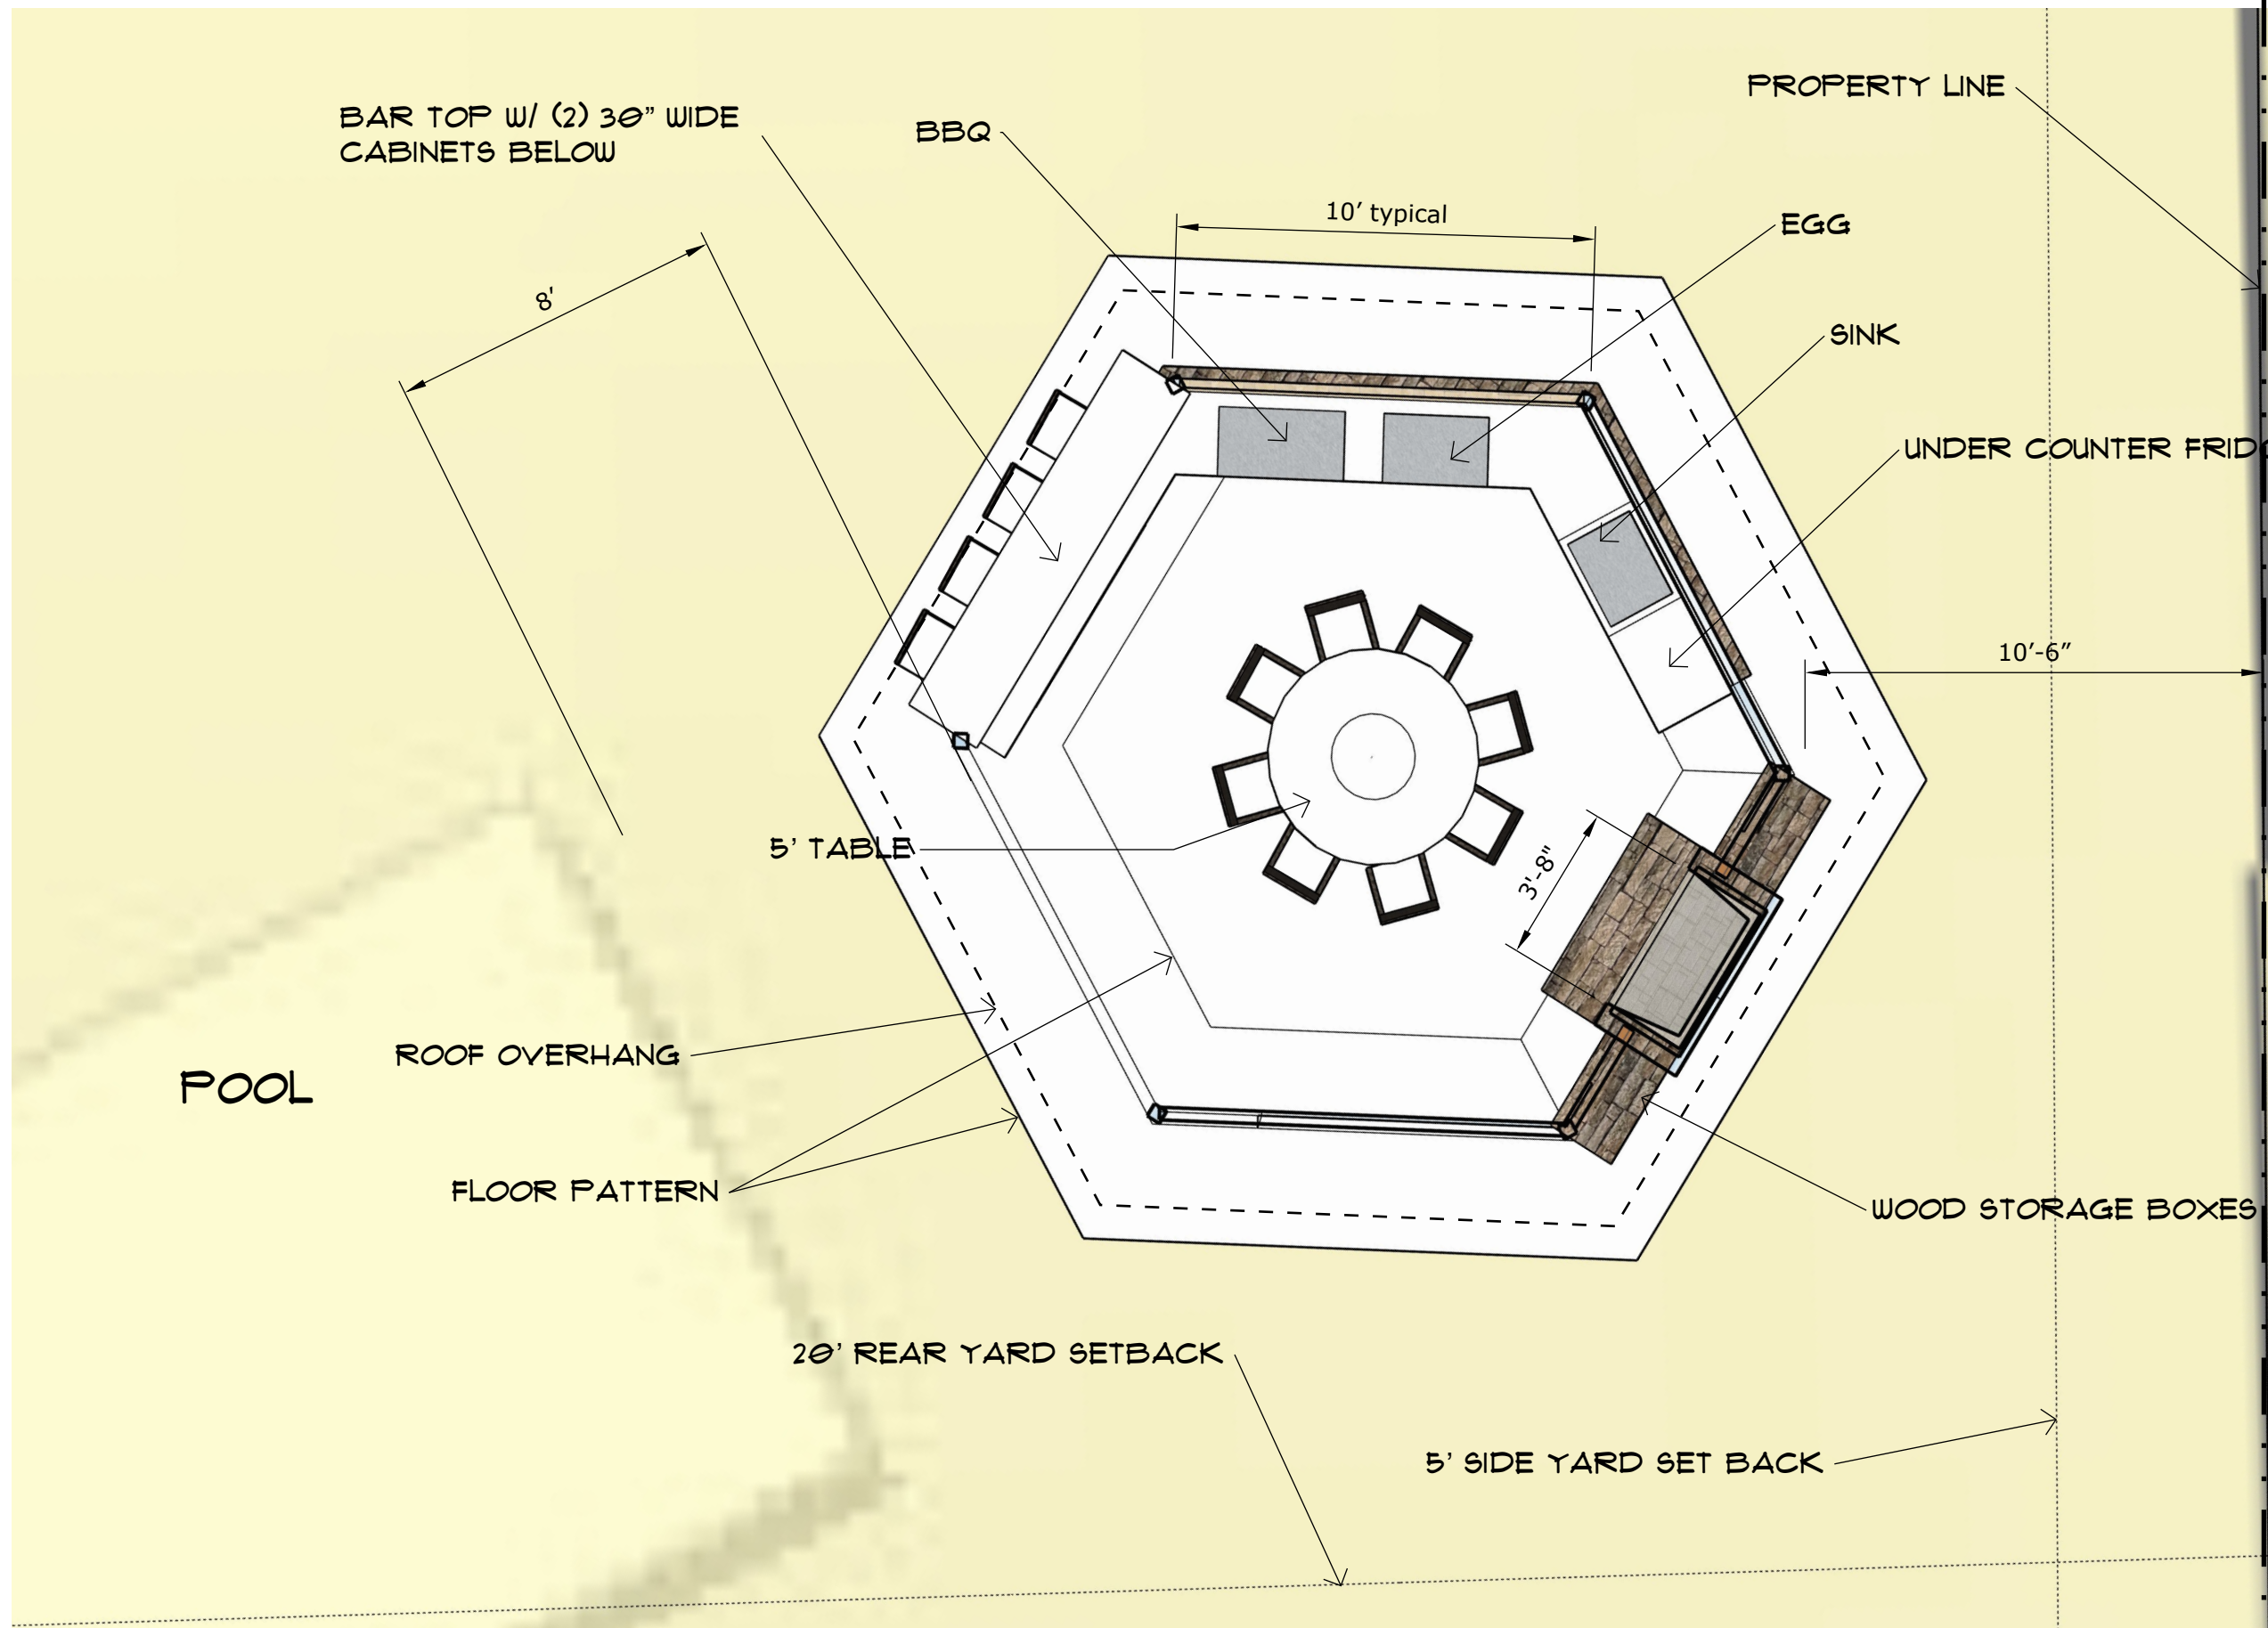 PROPERTY LINE
BAR TOP W/ (2) 30" WIDE
CABINETS BELOW
BBQ
10' typical
EGG
8'
SINK
UNDER COUNTER FRID
10'-6"
5' TABLE
3'-8"
ROOF OVERHANG
POOL
FLOOR PATTERN
WOOD STORAGE BOXES
20' REAR YARD SETBACK
5' SIDE YARD SET BACK